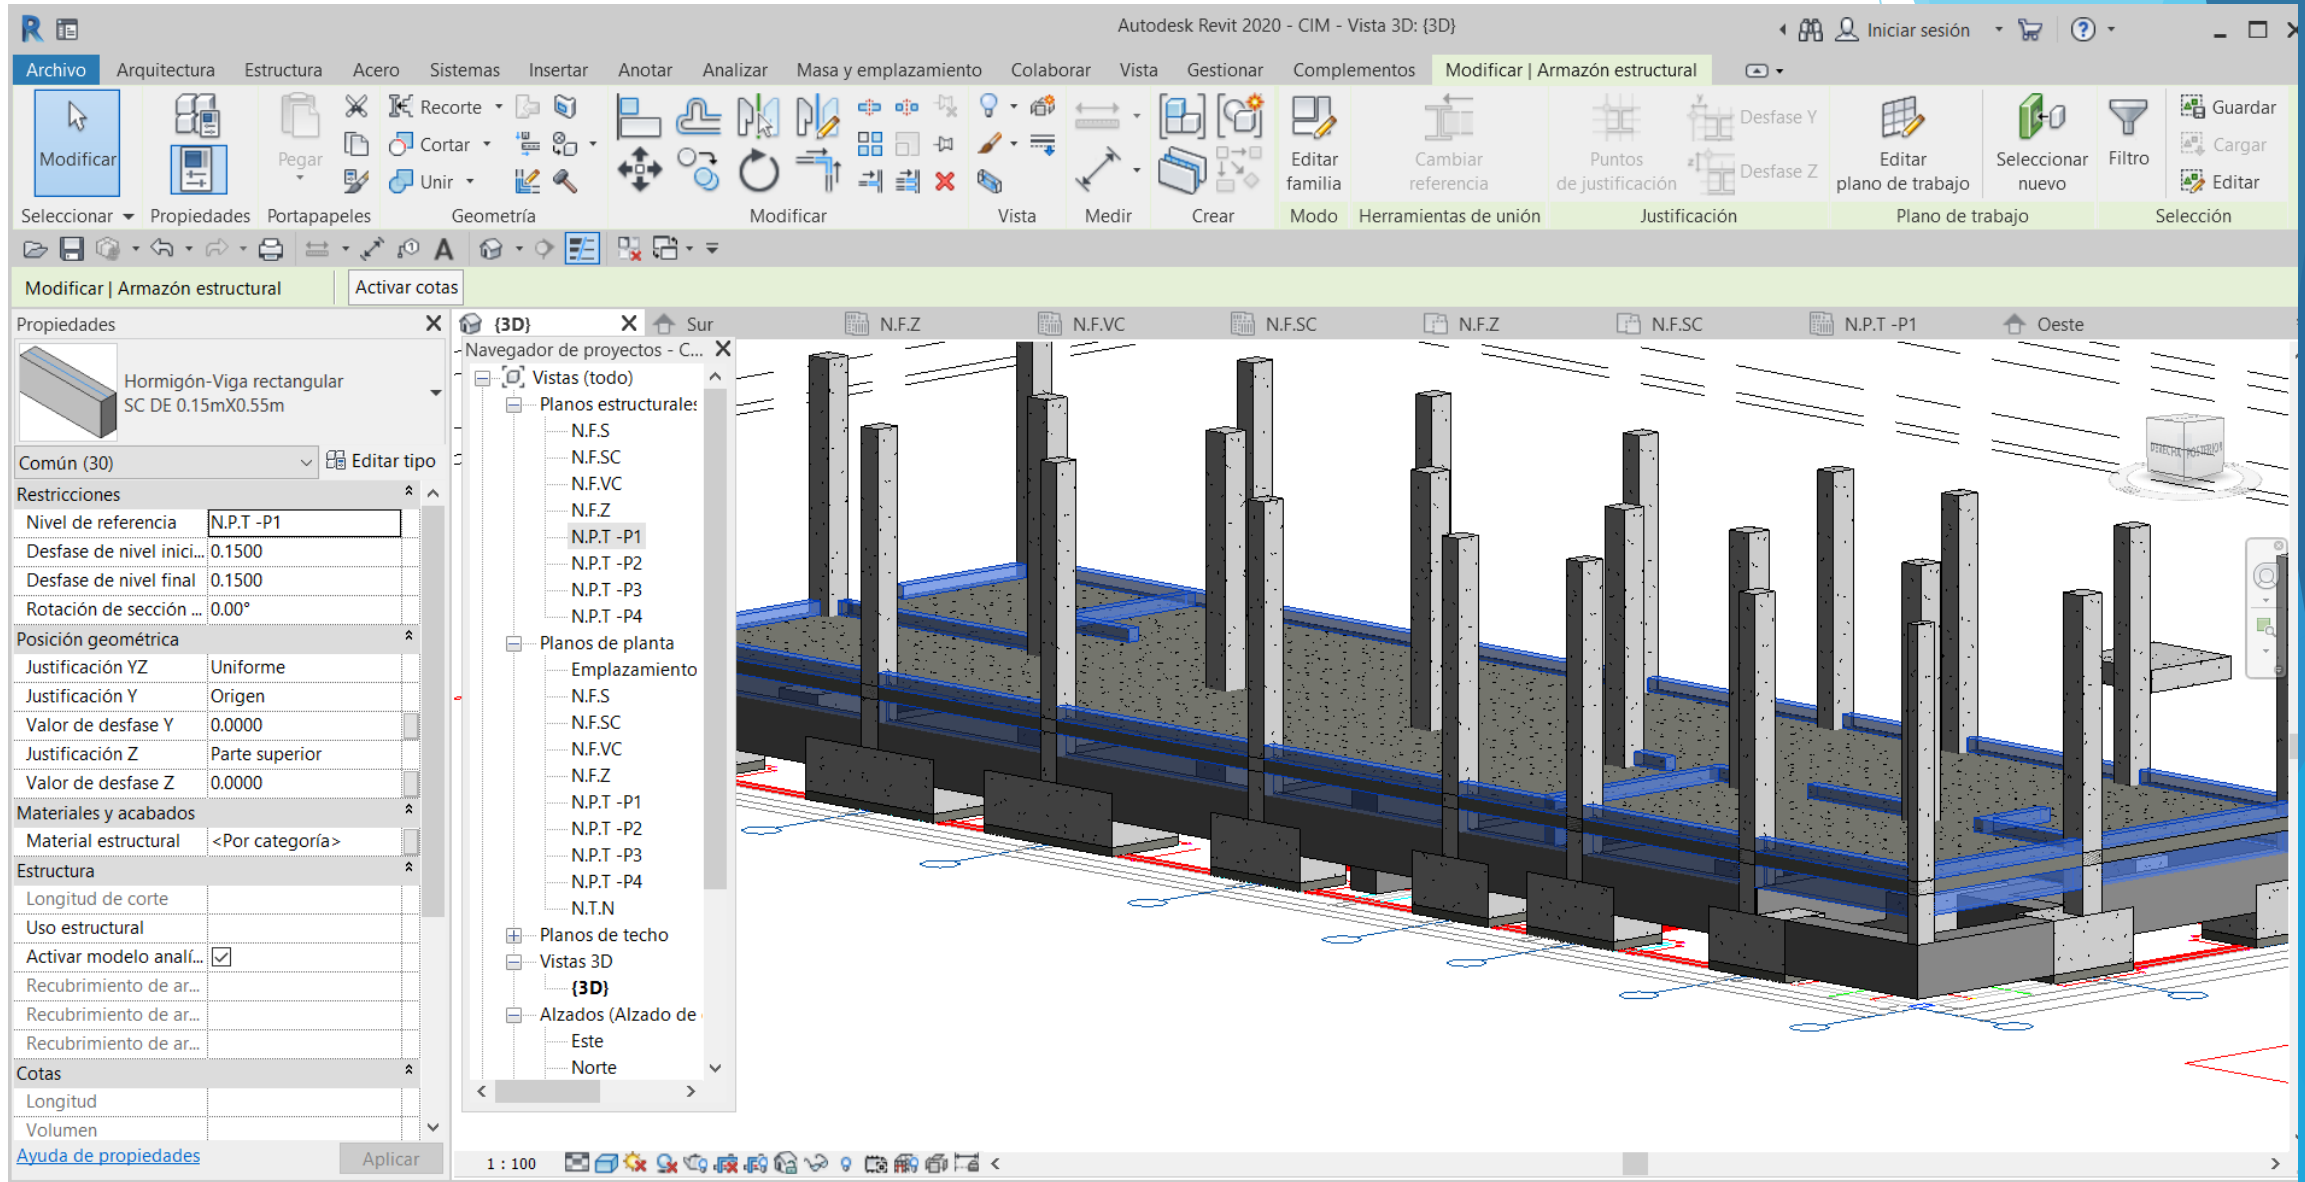 Autodesk Revit 2020 - CIM - Vista 3D: {3D}
Iniciar sesión
Archivo Arquitectura Estructura Acero Sistemas Insertar Anotar Analizar Masa y emplazamiento Colaborar Vista Gestionar Complementos Modificar | Armazón estructural
Modificar
Pegar
Recorte
Cortar
Unir
Editar familia
Cambiar referencia
Puntos de justificación
Desfase Y
Desfase Z
Editar plano de trabajo
Seleccionar nuevo
Filtro
Guardar
Cargar
Editar
Seleccionar Propiedades Portapapeles Geometría Modificar Vista Medir Crear Modo Herramientas de unión Justificación Plano de trabajo Selección
Modificar | Armazón estructural Activar cotas
Propiedades
{3D} Sur N.F.Z N.F.VC N.F.SC N.F.Z N.F.SC N.P.T -P1 Oeste
Hormigón-Viga rectangular
SC DE 0.15mX0.55m
Común (30) Editar tipo
Restricciones
Nivel de referencia N.P.T -P1
Desfase de nivel inici... 0.1500
Desfase de nivel final 0.1500
Rotación de sección ... 0.00°
Posición geométrica
Justificación YZ Uniforme
Justificación Y Origen
Valor de desfase Y 0.0000
Justificación Z Parte superior
Valor de desfase Z 0.0000
Materiales y acabados
Material estructural <Por categoría>
Estructura
Longitud de corte
Uso estructural
Activar modelo analí...
Recubrimiento de ar...
Recubrimiento de ar...
Recubrimiento de ar...
Cotas
Longitud
Volumen
Ayuda de propiedades Aplicar
Navegador de proyectos - C...
Vistas (todo)
Planos estructurales
N.F.S
N.F.SC
N.F.VC
N.F.Z
N.P.T -P1
N.P.T -P2
N.P.T -P3
N.P.T -P4
Planos de planta
Emplazamiento
N.F.S
N.F.SC
N.F.VC
N.F.Z
N.P.T -P1
N.P.T -P2
N.P.T -P3
N.P.T -P4
N.T.N
Planos de techo
Vistas 3D
{3D}
Alzados (Alzado de
Este
Norte
DERECHA POSTERIOR
1 : 100